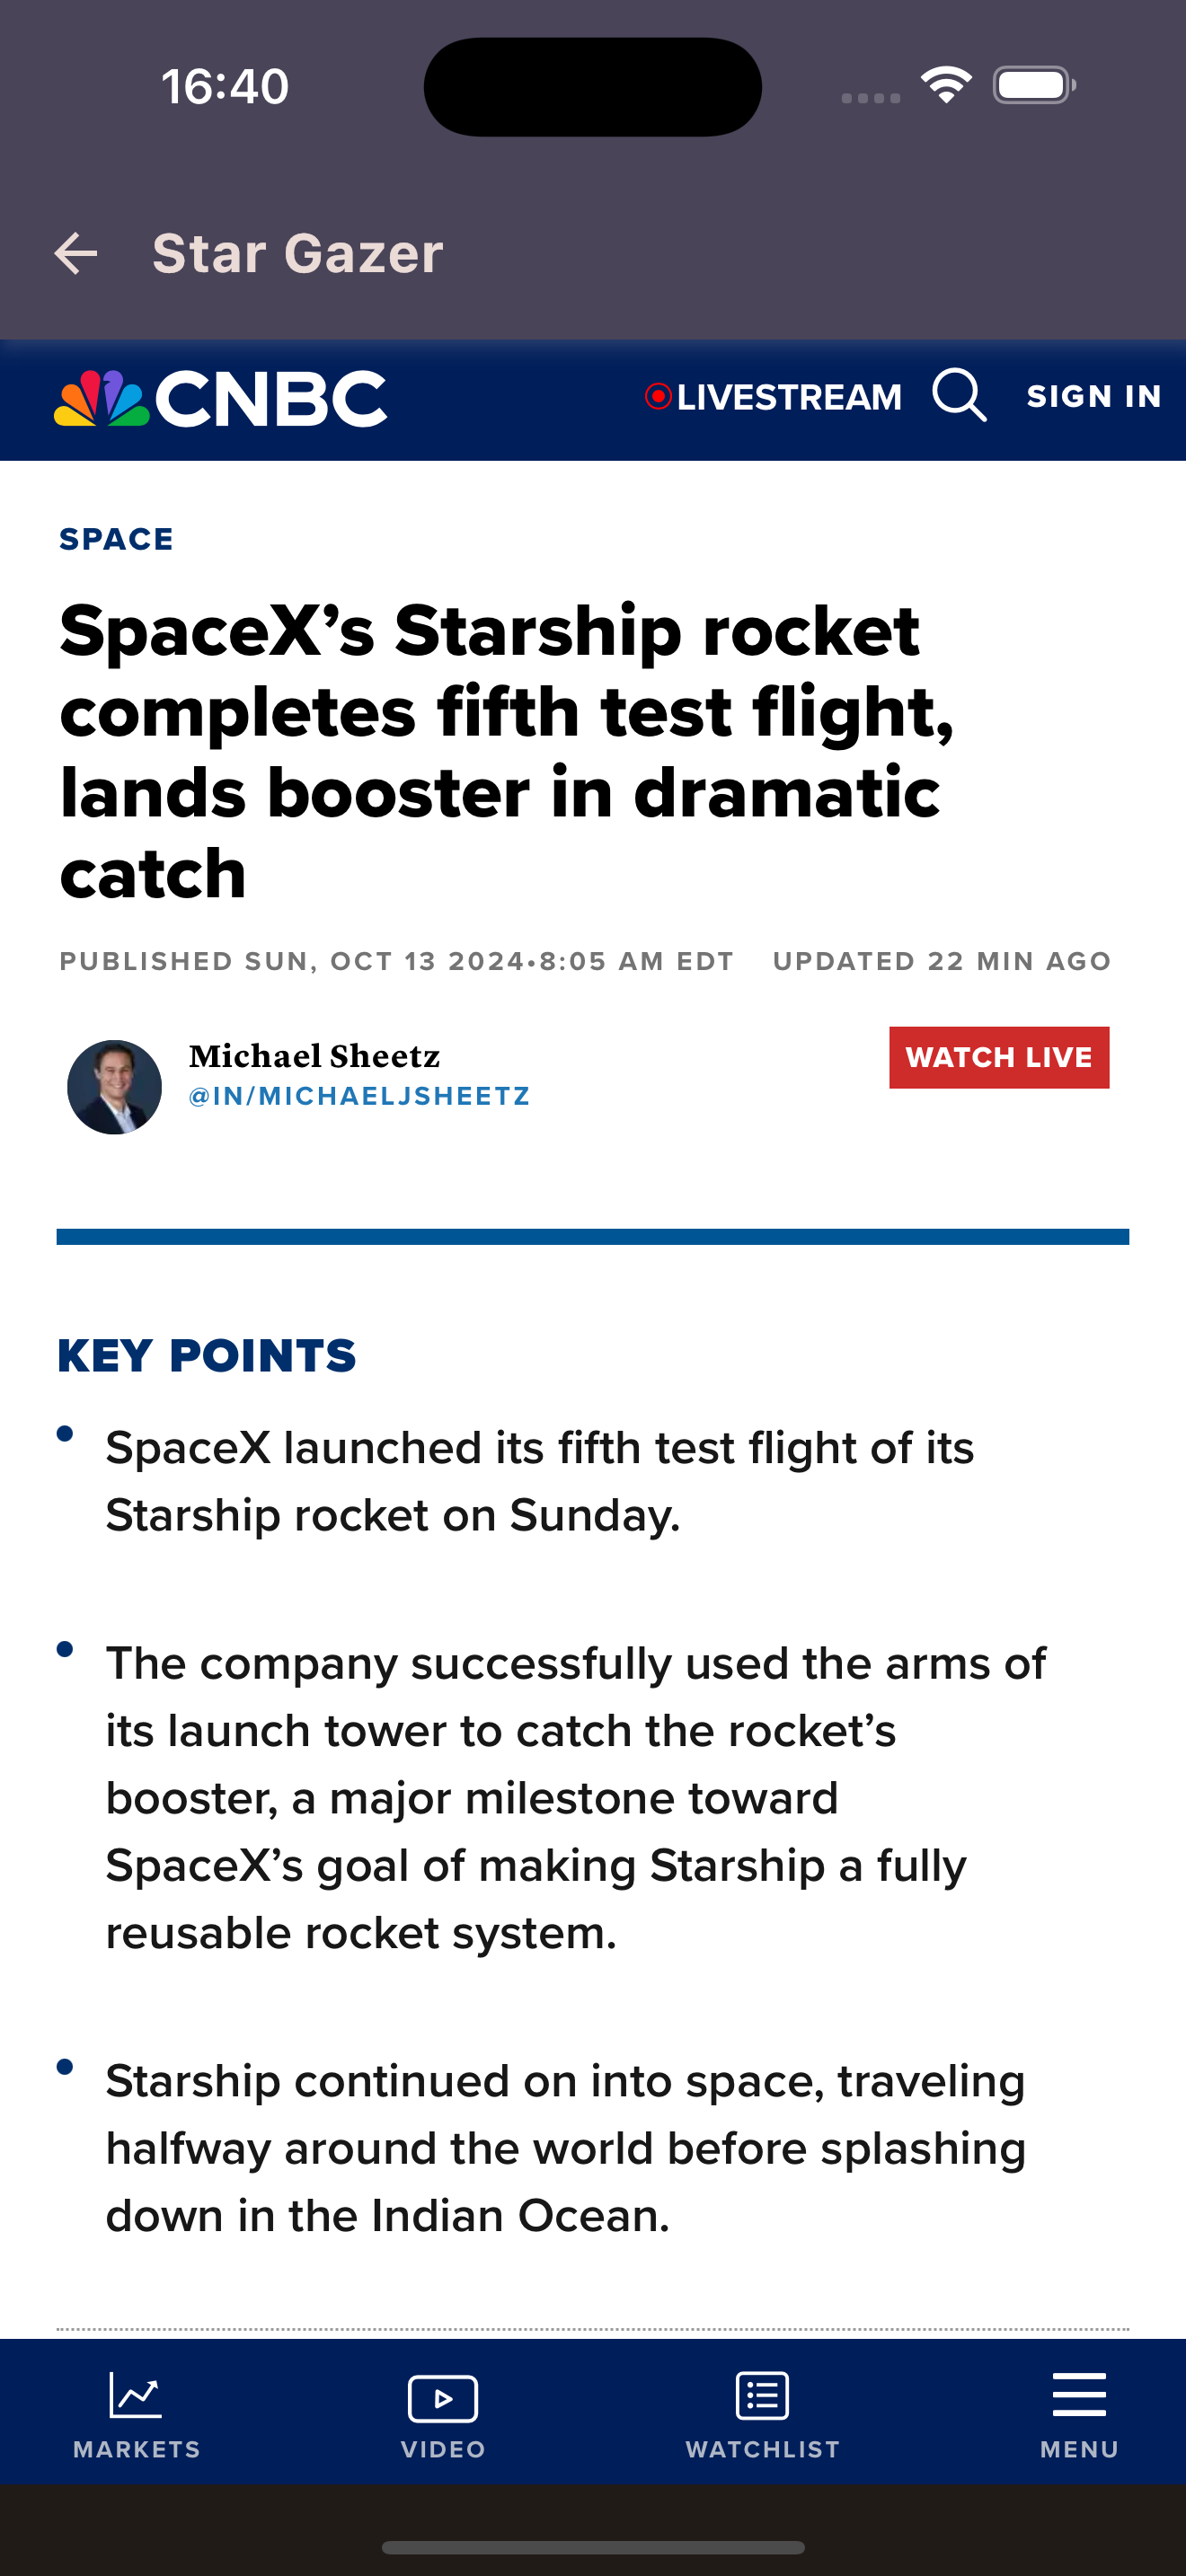 16:40
Star Gazer
CNBC
LIVESTREAM
SIGN IN
SPACE
SpaceX’s Starship rocket
completes fifth test flight,
lands booster in dramatic
catch
PUBLISHED SUN, OCT 13 2024•8:05 AM EDT UPDATED 22 MIN AGO
Michael Sheetz
@IN/MICHAELJSHEETZ
WATCH LIVE
KEY POINTS
• SpaceX launched its fifth test flight of its
Starship rocket on Sunday.
• The company successfully used the arms of
its launch tower to catch the rocket’s
booster, a major milestone toward
SpaceX’s goal of making Starship a fully
reusable rocket system.
• Starship continued on into space, traveling
halfway around the world before splashing
down in the Indian Ocean.
MARKETS
VIDEO
WATCHLIST
MENU